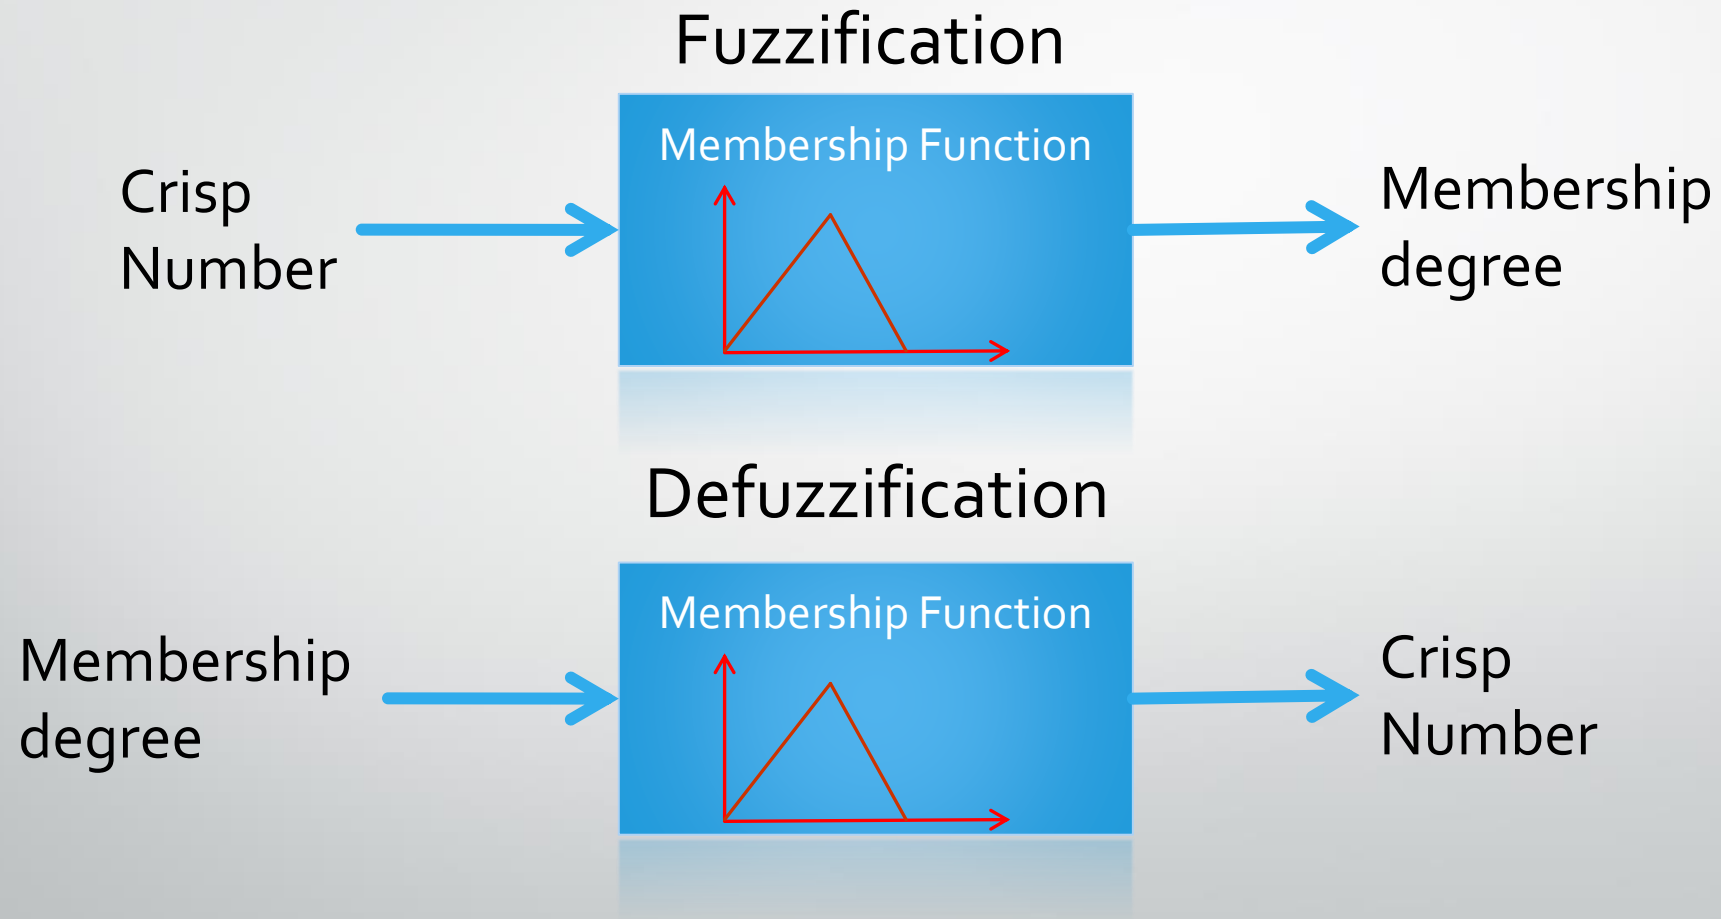 Fuzzification
Membership Function
Crisp
Number
Membership
degree
Defuzzification
Membership Function
Membership
degree
Crisp
Number